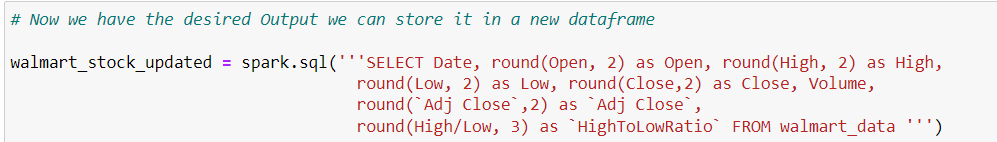 # Now we have the desired Output we can store it in a new dataframe
walmart_stock_updated = spark.sql('''SELECT Date, round(Open, 2) as Open, round(High, 2) as High,
round(Low, 2) as Low, round(Close,2) as Close, Volume,
round(`Adj Close`,2) as `Adj Close`,
round(High/Low, 3) as `HighToLowRatio` FROM walmart_data ''')